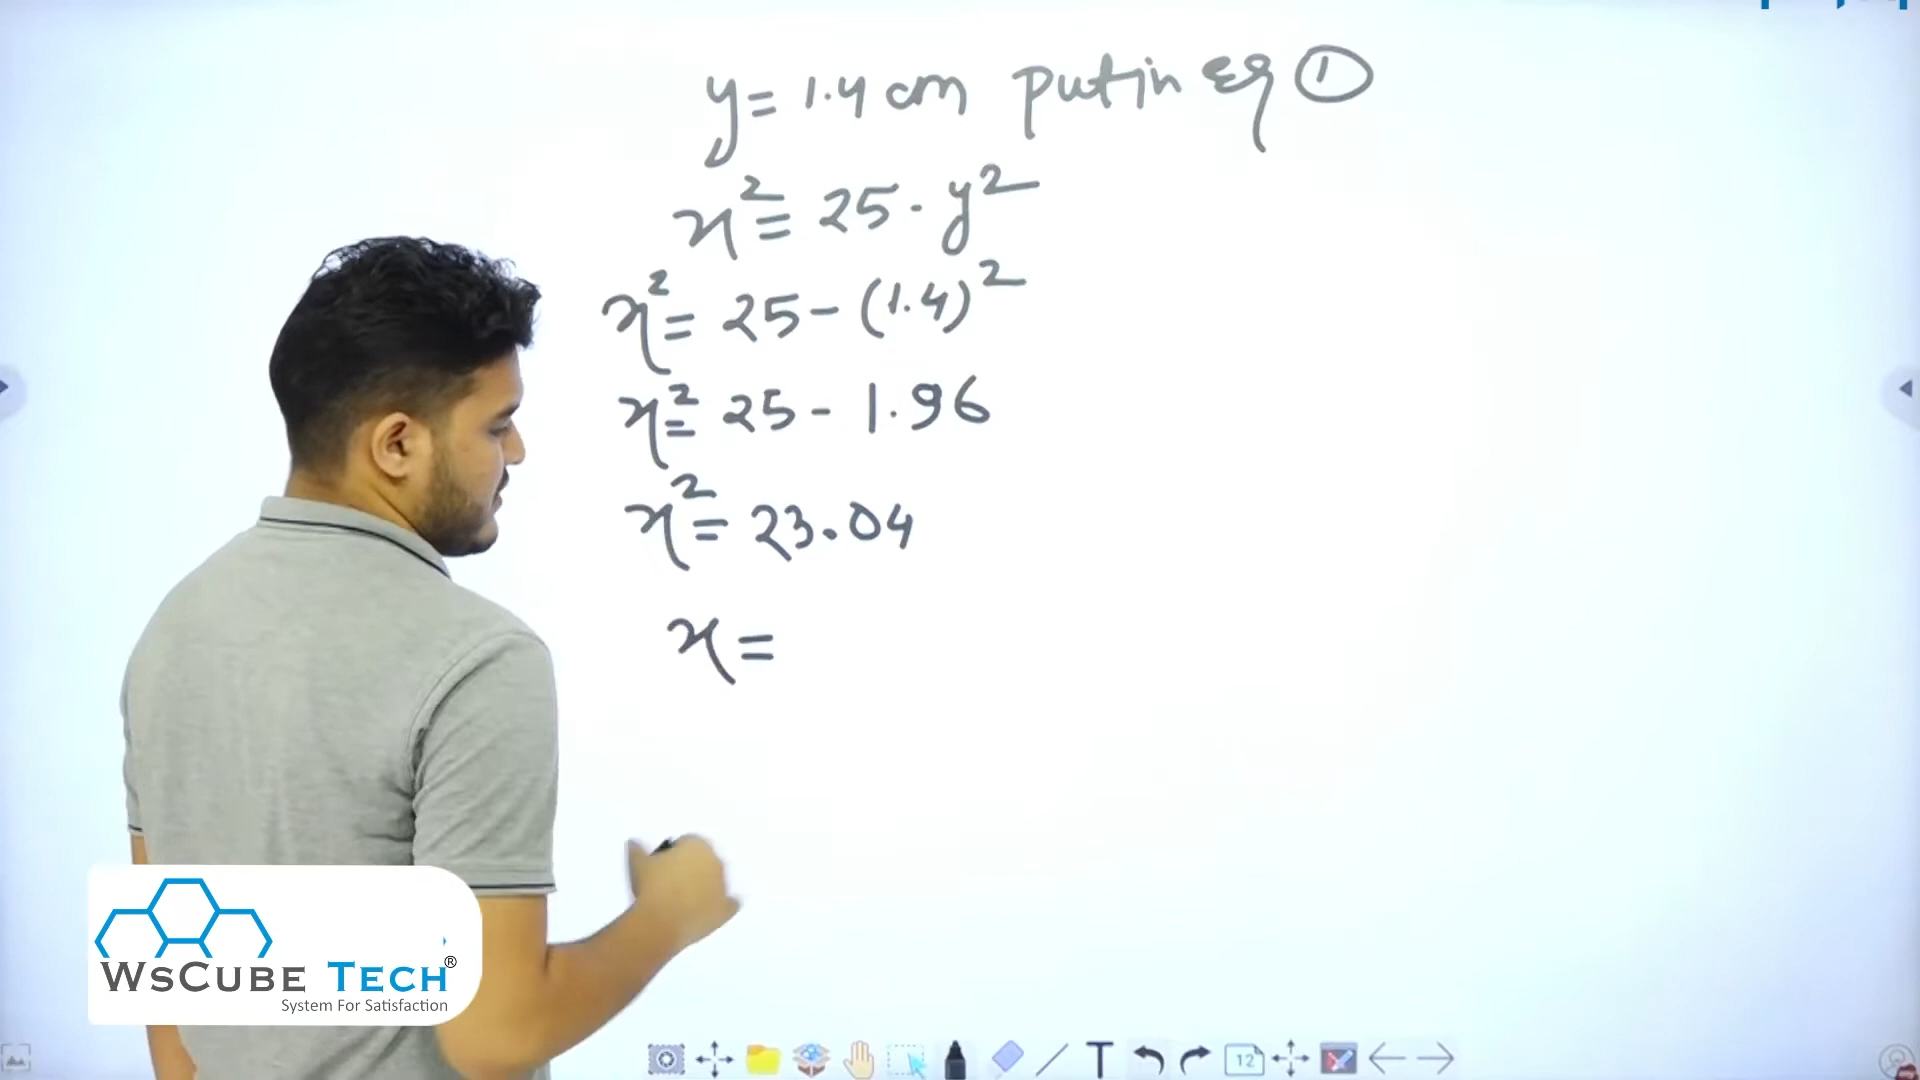 y = 1.4 cm put in Eq ①
x² = 25 - y²
x² = 25 - (1.4)²
x² = 25 - 1.96
x² = 23.04
x =
WsCube Tech®
System For Satisfaction
T
12